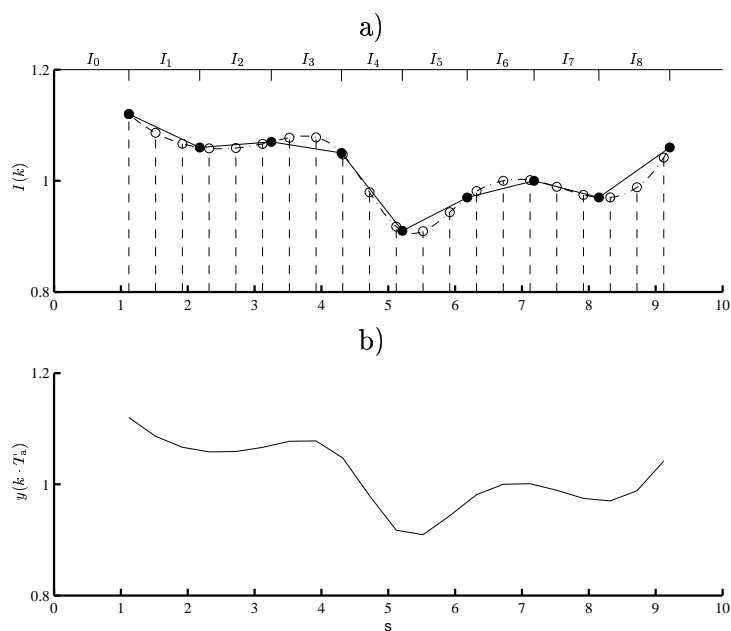 a)
I₀ I₁ I₂ I₃ I₄ I₅ I₆ I₇ I₈
1.2
1
0.8
I(k)
0 1 2 3 4 5 6 7 8 9 10
b)
1.2
1
0.8
y(k · Tₐ)
0 1 2 3 4 5 6 7 8 9 10
s